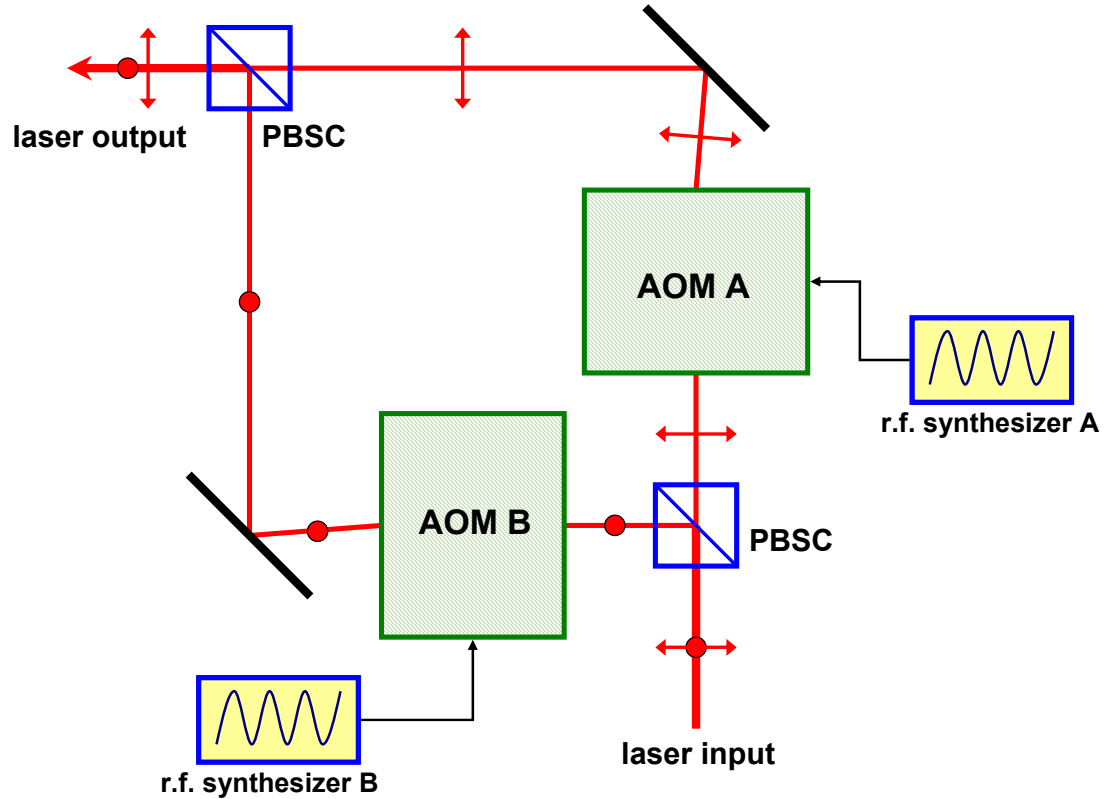 laser output
PBSC
AOM A
r.f. synthesizer A
AOM B
PBSC
laser input
r.f. synthesizer B